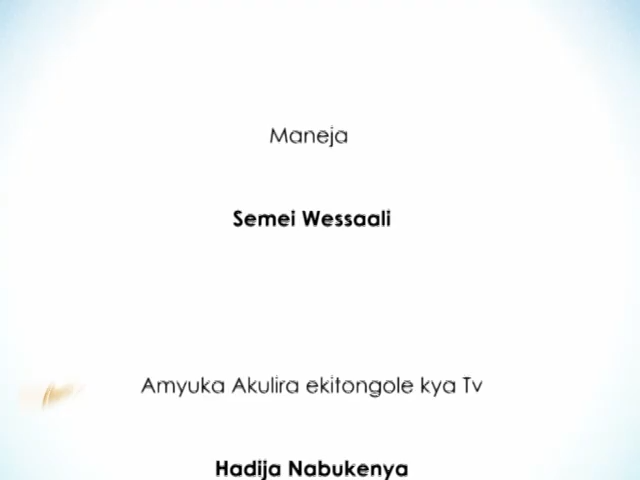 Maneja
Semei Wessaali
Amyuka Akulira ekitongole kya Tv
Hadija Nabukenya